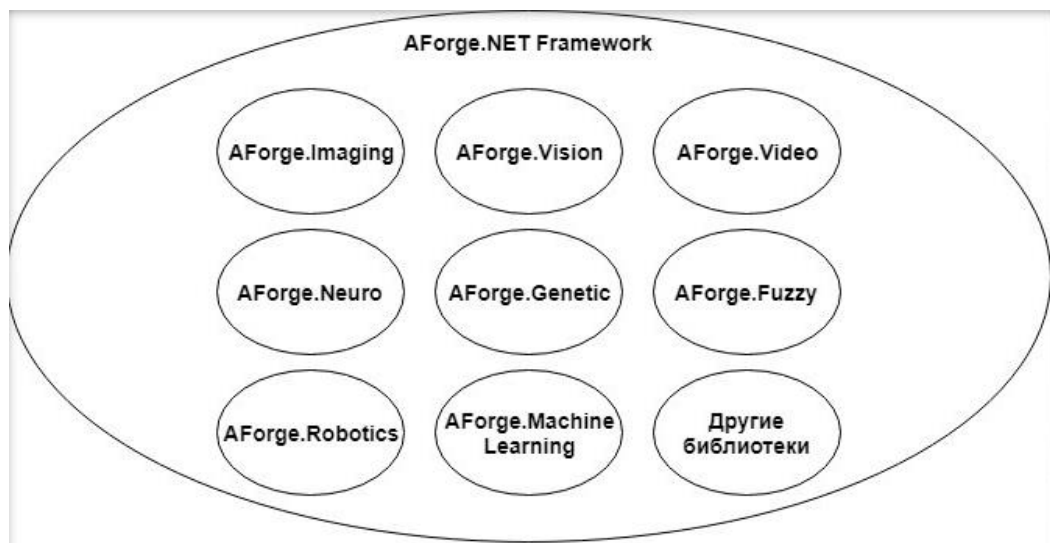 AForge.NET Framework
AForge.Imaging
AForge.Vision
AForge.Video
AForge.Neuro
AForge.Genetic
AForge.Fuzzy
AForge.Robotics
AForge.Machine
Learning
Другие
библиотеки